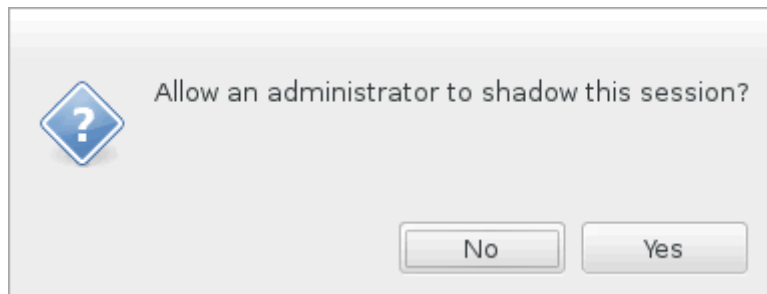 Allow an administrator to shadow this session?
?
No Yes